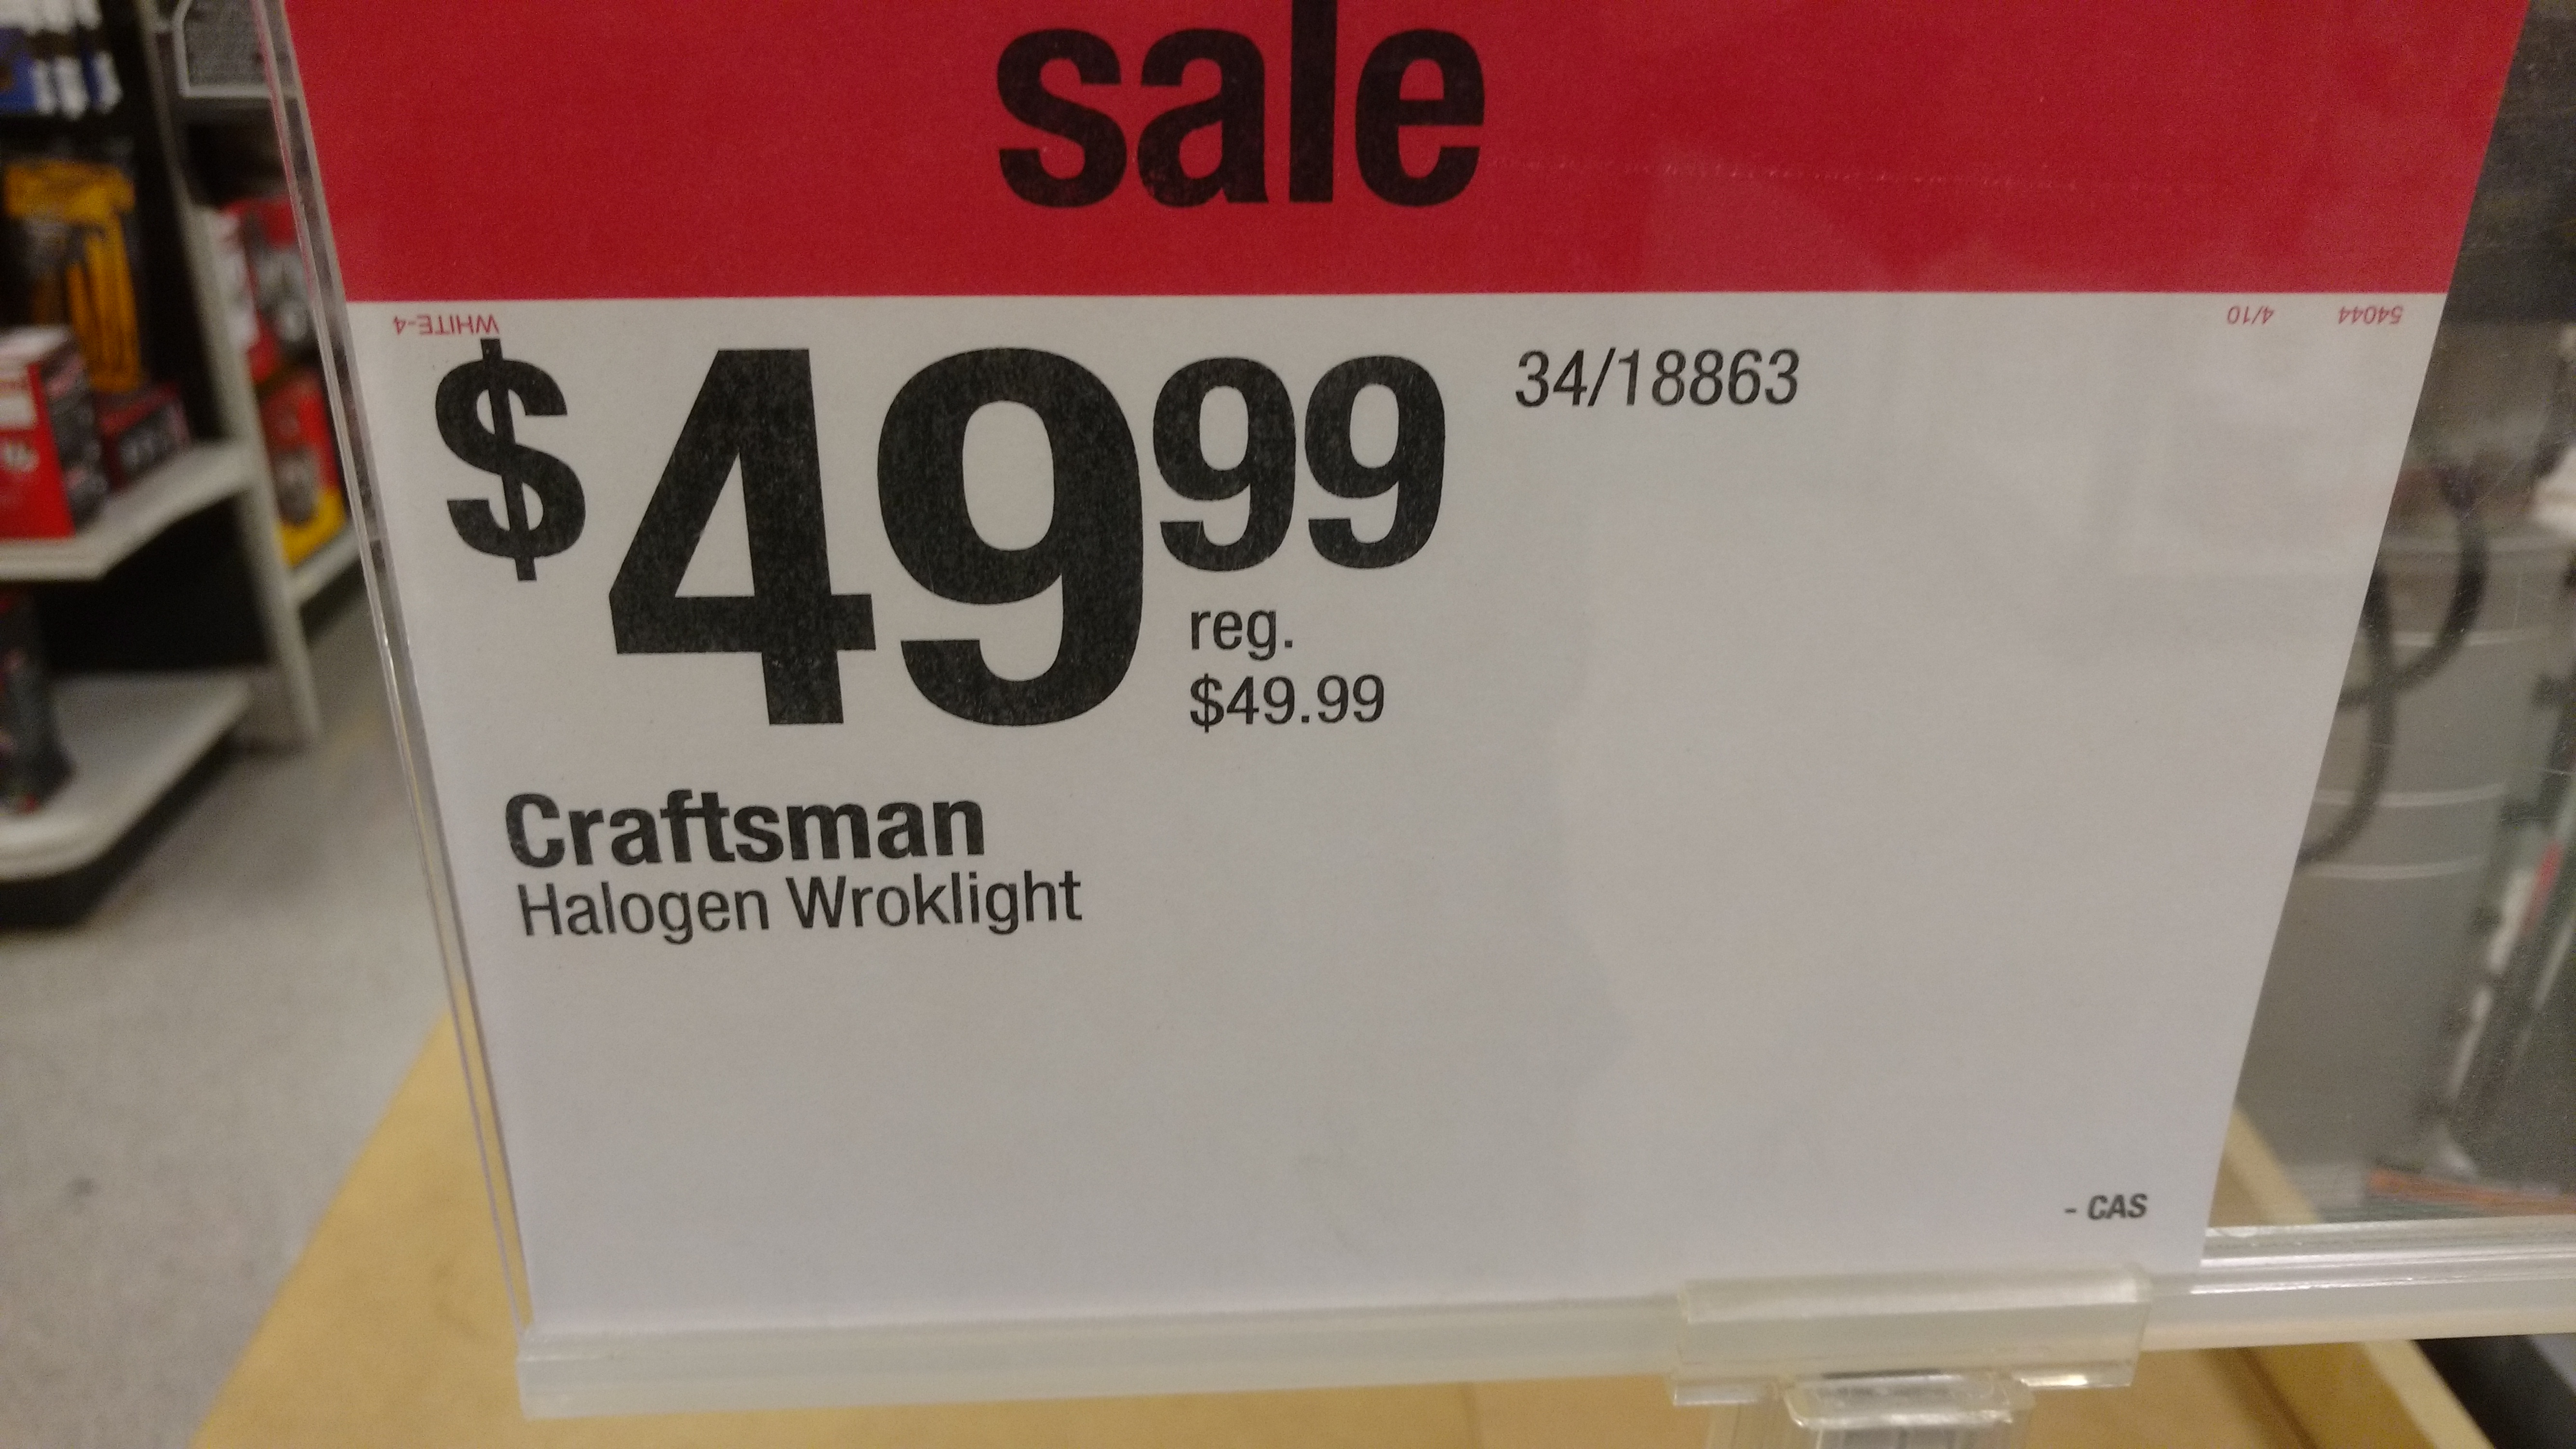 sale
WHITE-4
4/10 54044
$4999 34/18863
reg.
$49.99
Craftsman
Halogen Wroklight
- CAS